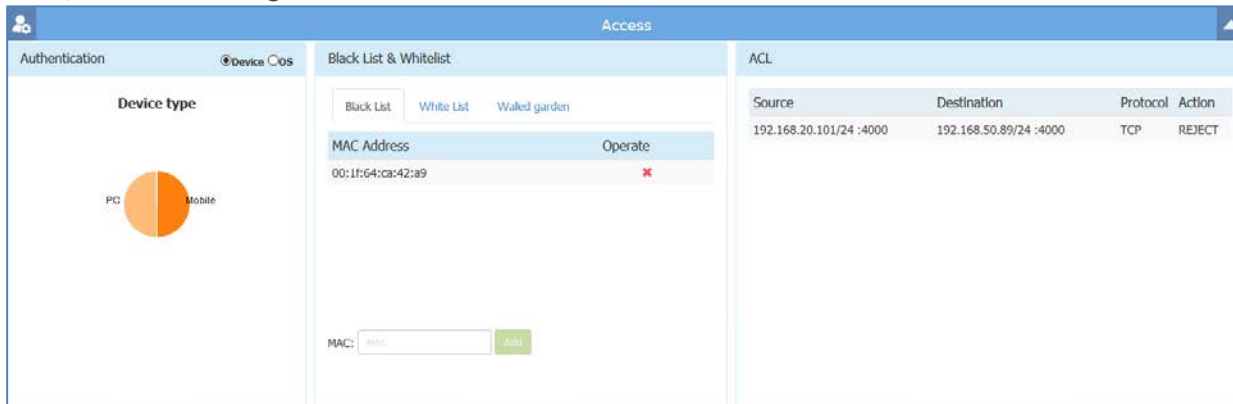 Access
Authentication
Device OS
Device type
PC
Mobile
Black List & Whitelist
Black List White List Walled garden
MAC Address Operate
00:1f:64:ca:42:a9
MAC: MAC Add
ACL
Source Destination Protocol Action
192.168.20.101/24 :4000 192.168.50.89/24 :4000 TCP REJECT